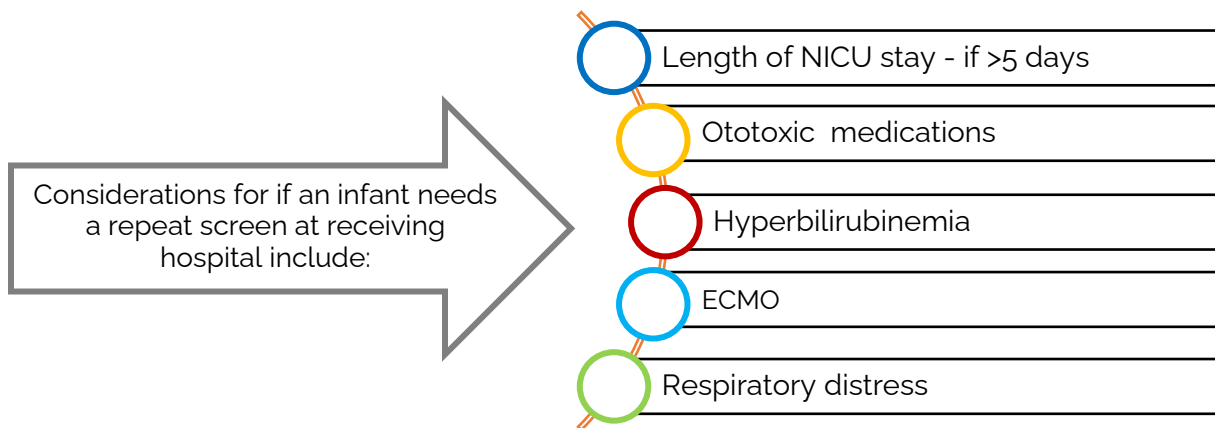 Considerations for if an infant needs
a repeat screen at receiving
hospital include:
Length of NICU stay - if >5 days
Ototoxic medications
Hyperbilirubinemia
ECMO
Respiratory distress